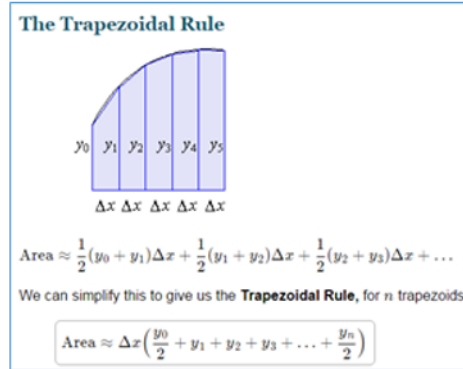 The Trapezoidal Rule
y₀ y₁ y₂ y₃ y₄ y₅
Δx Δx Δx Δx Δx
Area ≈ 1/2(y₀ + y₁)Δx + 1/2(y₁ + y₂)Δx + 1/2(y₂ + y₃)Δx + …
We can simplify this to give us the Trapezoidal Rule, for n trapezoids
Area ≈ Δx(y₀/2 + y₁ + y₂ + y₃ + … + yₙ/2)